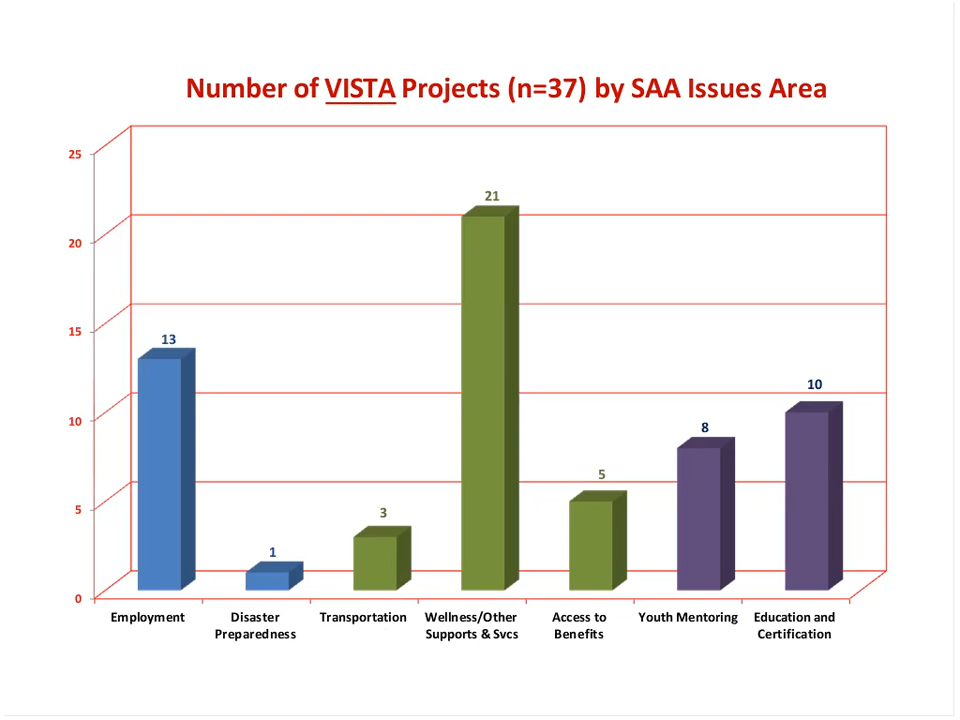 Number of VISTA Projects (n=37) by SAA Issues Area
25
20
15
10
5
0
13
1
3
21
5
8
10
Employment
Disaster
Preparedness
Transportation
Wellness/Other
Supports & Svcs
Access to
Benefits
Youth Mentoring
Education and
Certification